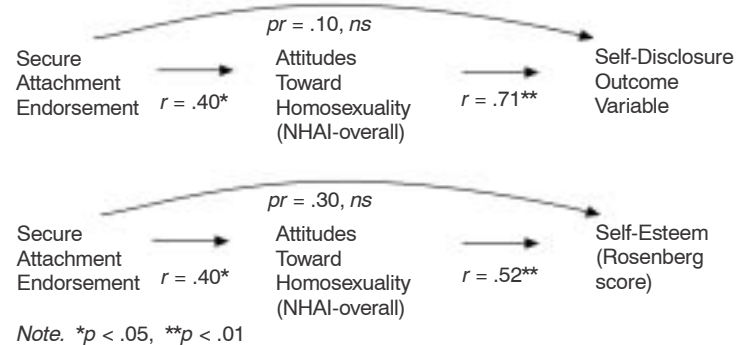 pr = .10, ns
Secure
Attachment
Endorsement
r = .40*
Attitudes
Toward
Homosexuality
(NHAI-overall)
r = .71**
Self-Disclosure
Outcome
Variable
pr = .30, ns
Secure
Attachment
Endorsement
r = .40*
Attitudes
Toward
Homosexuality
(NHAI-overall)
r = .52**
Self-Esteem
(Rosenberg
score)
Note. *p < .05, **p < .01